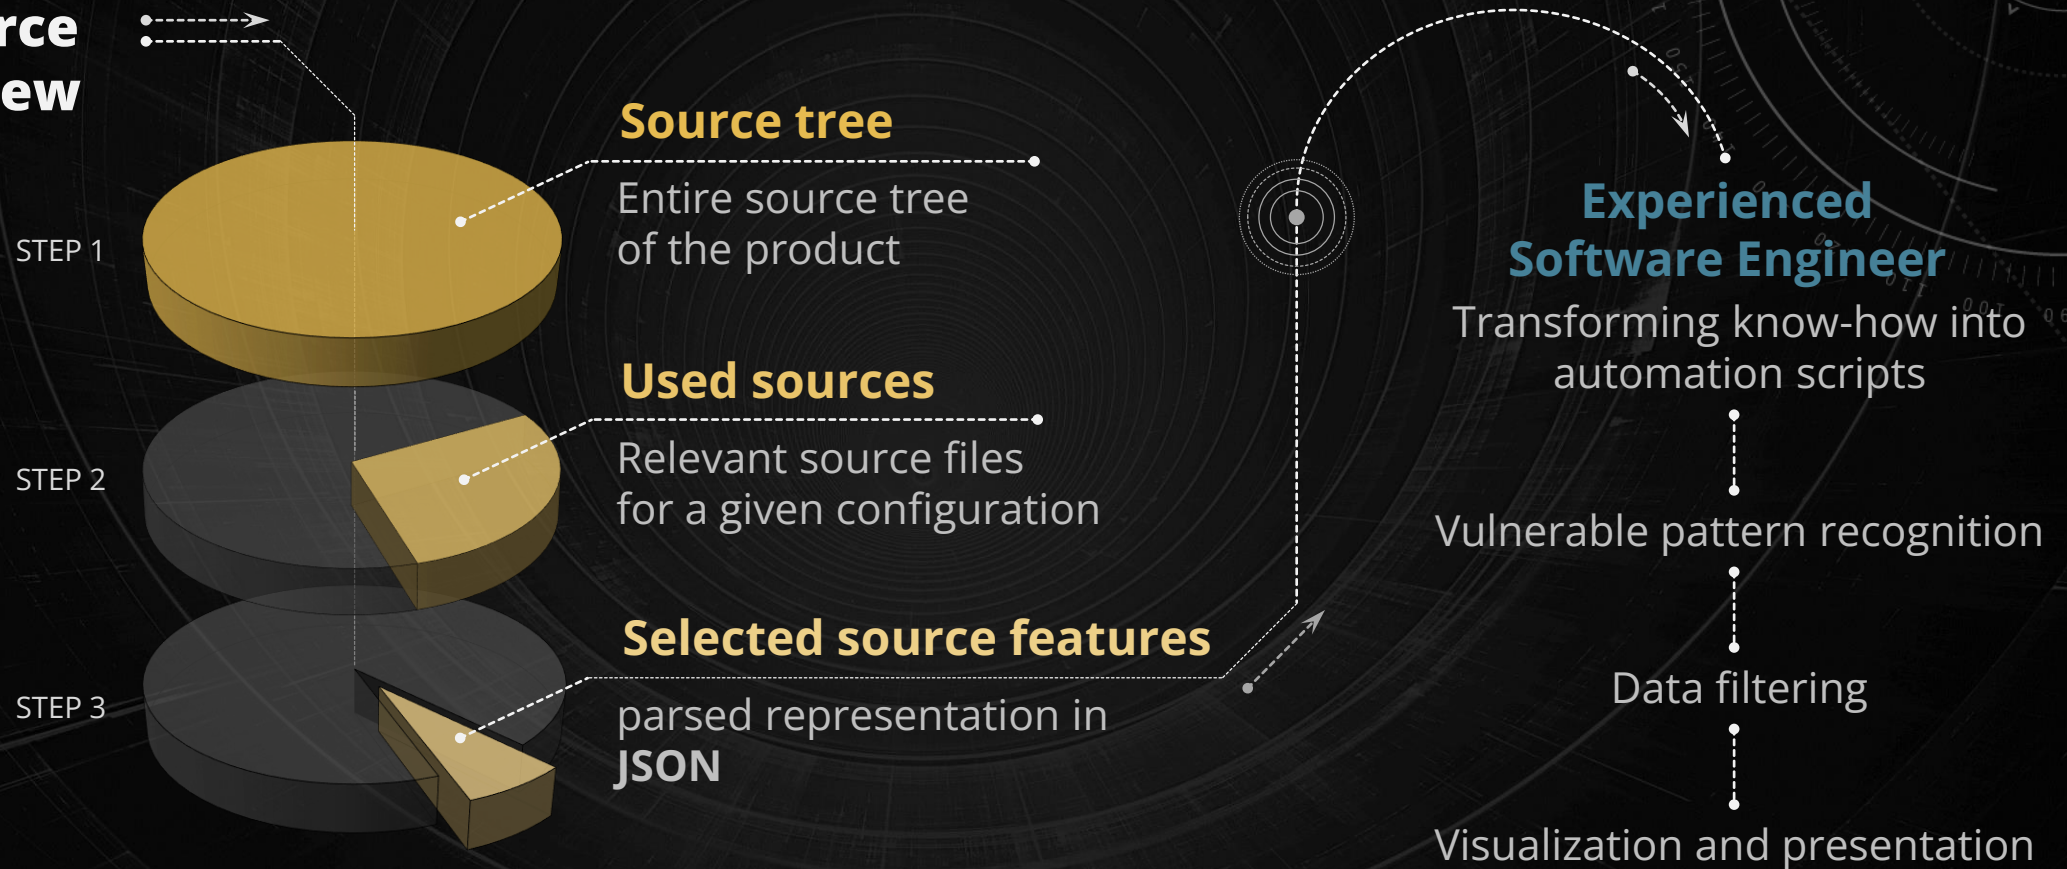 rce
ew
STEP 1
Source tree
Entire source tree
of the product
STEP 2
Used sources
Relevant source files
for a given configuration
STEP 3
Selected source features
parsed representation in
JSON
Experienced
Software Engineer
Transforming know-how into
automation scripts
Vulnerable pattern recognition
Data filtering
Visualization and presentation